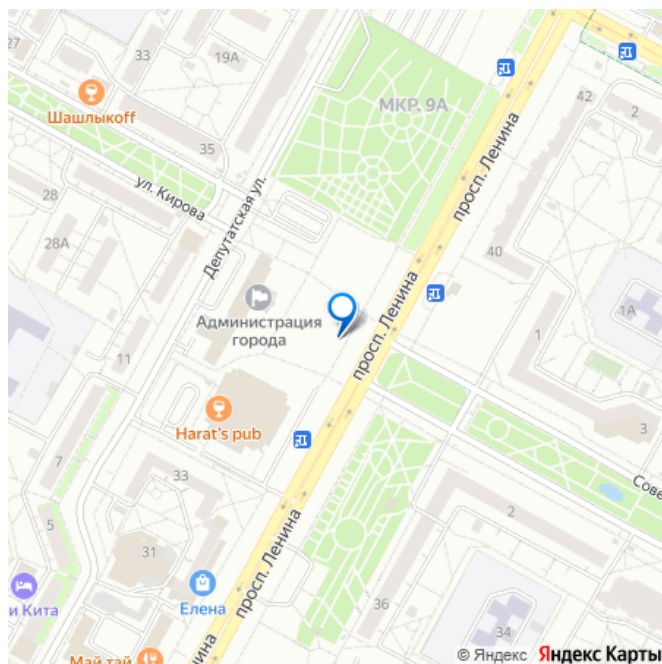 27
33
19А
42
2
МКР. 9А
Шашлыкоff
35
просп. Ленина
ул. Кирова
28
Депутатская ул.
28А
40
1А
Администрация
города
просп. Ленина
1
11
Harat's pub
3
7
33
Сове
2
5
просп. Ленина
31
и Кита
Елена
36
34
Май тай
нина
© Яндекс Яндекс Карты